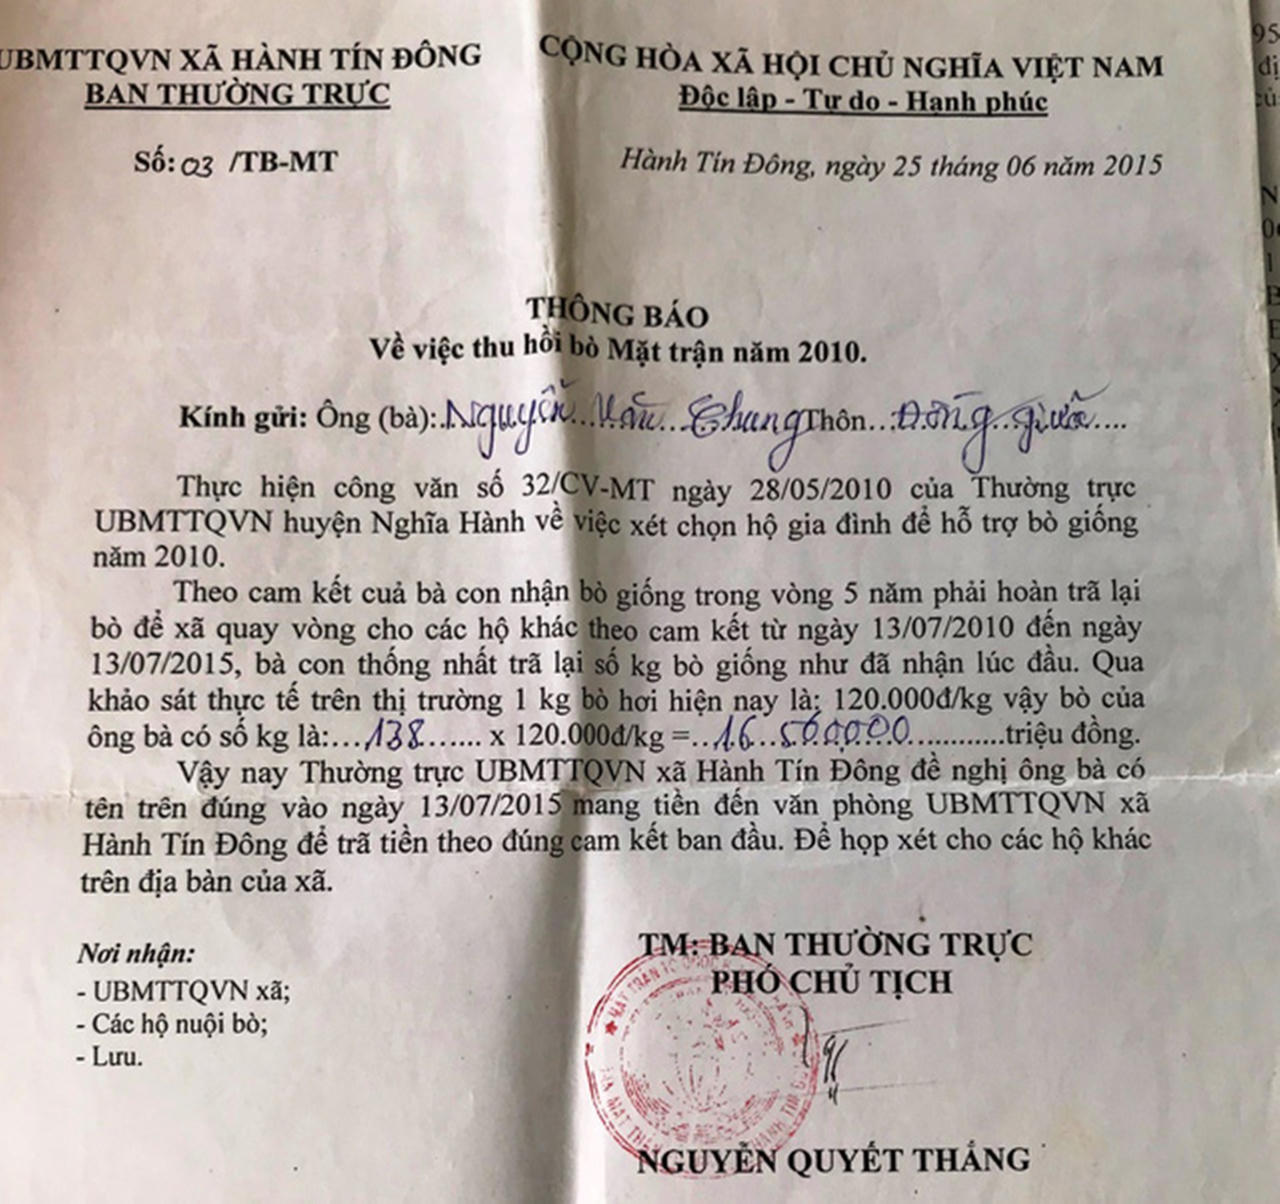 UBMTTQVN XÃ HÀNH TÍN ĐÔNG
BAN THƯỜNG TRỰC
Số: 03 /TB-MT
CỘNG HÒA XÃ HỘI CHỦ NGHĨA VIỆT NAM
Độc lập - Tự do - Hạnh phúc
Hành Tín Đông, ngày 25 tháng 06 năm 2015
THÔNG BÁO
Về việc thu hồi bò Mặt trận năm 2010.
Kính gửi: Ông (bà):.Nguyễn...Văn...Chung Thôn...Đồng..giữa....
Thực hiện công văn số 32/CV-MT ngày 28/05/2010 của Thường trực
UBMTTQVN huyện Nghĩa Hành về việc xét chọn hộ gia đình để hỗ trợ bò giống
năm 2010.
Theo cam kết cuả bà con nhận bò giống trong vòng 5 năm phải hoàn trã lại
bò để xã quay vòng cho các hộ khác theo cam kết từ ngày 13/07/2010 đến ngày
13/07/2015, bà con thống nhất trã lại số kg bò giống như đã nhận lúc đầu. Qua
khảo sát thực tế trên thị trường 1 kg bò hơi hiện nay là: 120.000đ/kg vậy bò của
ông bà có số kg là:...138...... x 120.000đ/kg =..16..500000............triệu đồng.
Vậy nay Thường trực UBMTTQVN xã Hành Tín Đông đề nghị ông bà có
tên trên đúng vào ngày 13/07/2015 mang tiền đến văn phòng UBMTTQVN xã
Hành Tín Đông để trã tiền theo đúng cam kết ban đầu. Để họp xét cho các hộ khác
trên địa bàn của xã.
Nơi nhận:
- UBMTTQVN xã;
- Các hộ nuội bò;
- Lưu.
TM: BAN THƯỜNG TRỰC
PHÓ CHỦ TỊCH
NGUYỄN QUYẾT THẮNG